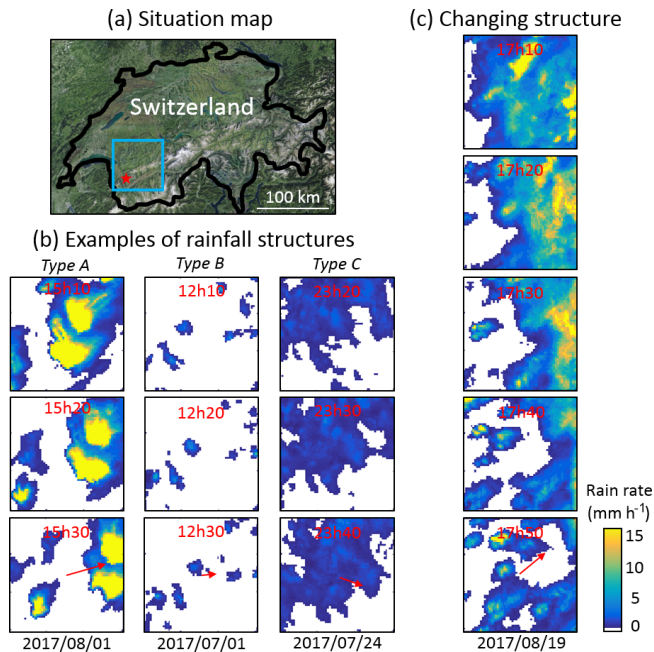 (a) Situation map
Switzerland
100 km
(b) Examples of rainfall structures
Type A
Type B
Type C
15h10
12h10
23h20
15h20
12h20
23h30
15h30
12h30
23h40
2017/08/01
2017/07/01
2017/07/24
(c) Changing structure
17h10
17h20
17h30
17h40
17h50
2017/08/19
Rain rate
(mm h⁻¹)
15
10
5
0